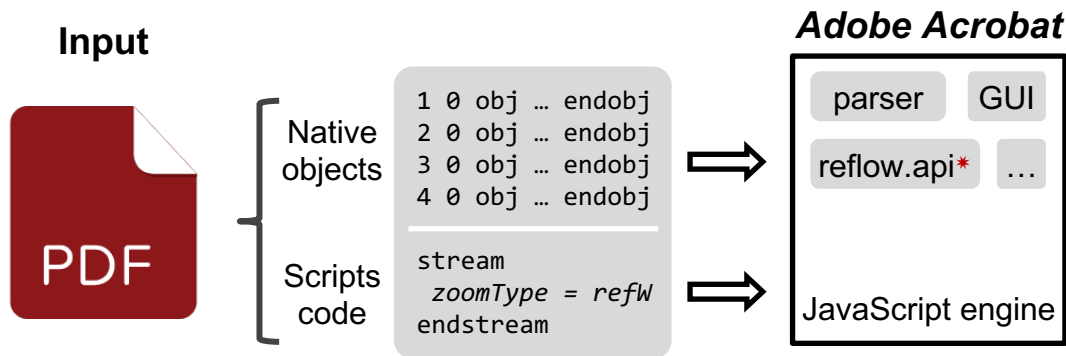 Input
PDF
Native
objects
1 0 obj … endobj
2 0 obj … endobj
3 0 obj … endobj
4 0 obj … endobj
Scripts
code
stream
zoomType = refW
endstream
Adobe Acrobat
parser
GUI
reflow.api*
…
JavaScript engine